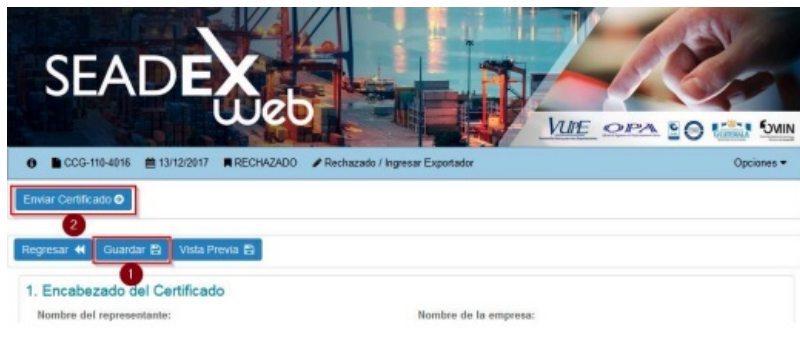 SEADEX
Web
VUPE OPA GUATEMALA FOMIN
CCG-110-4016 13/12/2017 RECHAZADO Rechazado / Ingresar Exportador Opciones
Enviar Certificado
2
Regresar Guardar Vista Previa
1
1. Encabezado del Certificado
Nombre del representante: Nombre de la empresa: